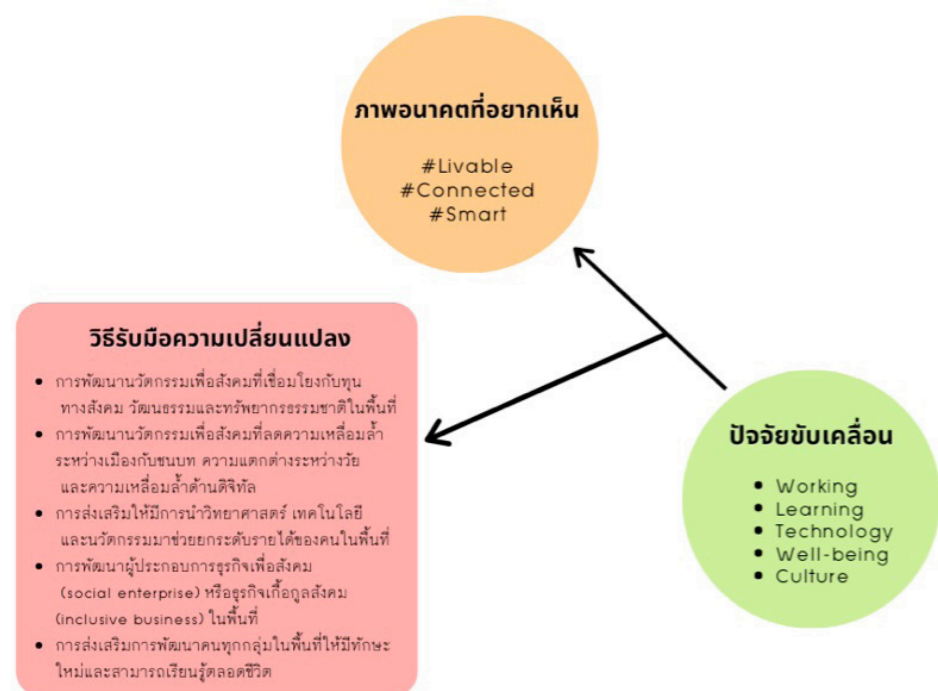 ภาพอนาคตที่อยากเห็น
#Livable
#Connected
#Smart
วิธีรับมือความเปลี่ยนแปลง
• การพัฒนานวัตกรรมเพื่อสังคมที่เชื่อมโยงกับทุน
ทางสังคม วัฒนธรรมและทรัพยากรธรรมชาติในพื้นที่
• การพัฒนานวัตกรรมเพื่อสังคมที่ลดความเหลื่อมล้ำ
ระหว่างเมืองกับชนบท ความแตกต่างระหว่างวัย
และความเหลื่อมล้ำด้านดิจิทัล
• การส่งเสริมให้มีการนำวิทยาศาสตร์ เทคโนโลยี
และนวัตกรรมมาช่วยยกระดับรายได้ของคนในพื้นที่
• การพัฒนาผู้ประกอบการธุรกิจเพื่อสังคม
(social enterprise) หรือธุรกิจเกื้อกูลสังคม
(inclusive business) ในพื้นที่
• การส่งเสริมการพัฒนาคนทุกกลุ่มในพื้นที่ให้มีทักษะ
ใหม่และสามารถเรียนรู้ตลอดชีวิต
ปัจจัยขับเคลื่อน
• Working
• Learning
• Technology
• Well-being
• Culture